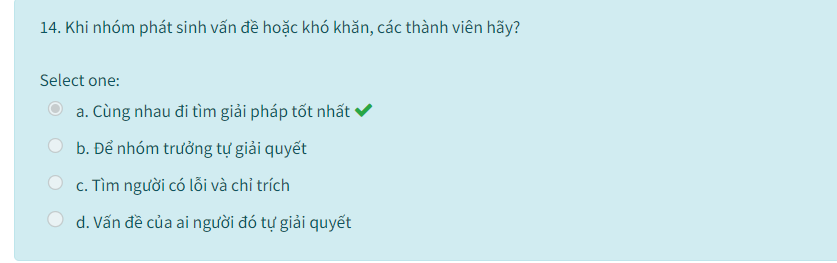 14. Khi nhóm phát sinh vấn đề hoặc khó khăn, các thành viên hãy?
Select one:
a. Cùng nhau đi tìm giải pháp tốt nhất
b. Để nhóm trưởng tự giải quyết
c. Tìm người có lỗi và chỉ trích
d. Vấn đề của ai người đó tự giải quyết